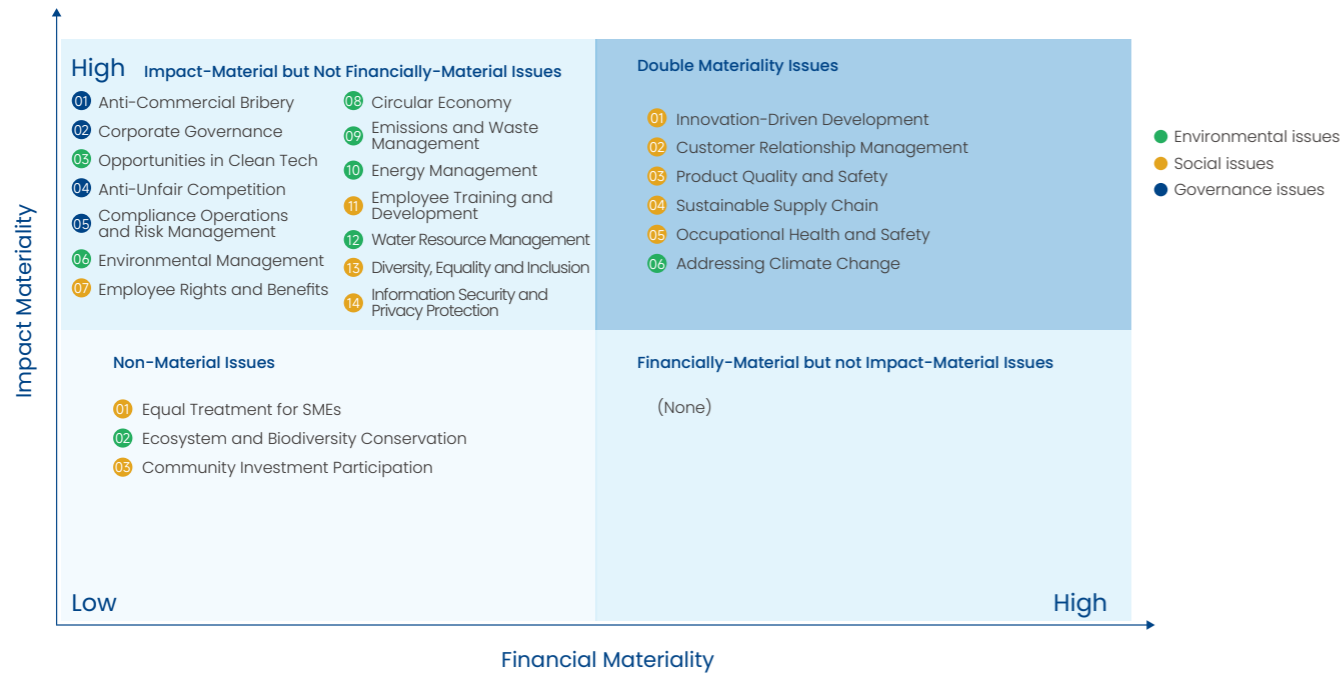 High Impact-Material but Not Financially-Material Issues
01 Anti-Commercial Bribery
02 Corporate Governance
03 Opportunities in Clean Tech
04 Anti-Unfair Competition
05 Compliance Operations
and Risk Management
06 Environmental Management
07 Employee Rights and Benefits
08 Circular Economy
09 Emissions and Waste
Management
10 Energy Management
11 Employee Training and
Development
12 Water Resource Management
13 Diversity, Equality and Inclusion
14 Information Security and
Privacy Protection
Double Materiality Issues
01 Innovation-Driven Development
02 Customer Relationship Management
03 Product Quality and Safety
04 Sustainable Supply Chain
05 Occupational Health and Safety
06 Addressing Climate Change
Environmental issues
Social issues
Governance issues
Impact Materiality
Non-Material Issues
01 Equal Treatment for SMEs
02 Ecosystem and Biodiversity Conservation
03 Community Investment Participation
Financially-Material but not Impact-Material Issues
(None)
Low
High
Financial Materiality